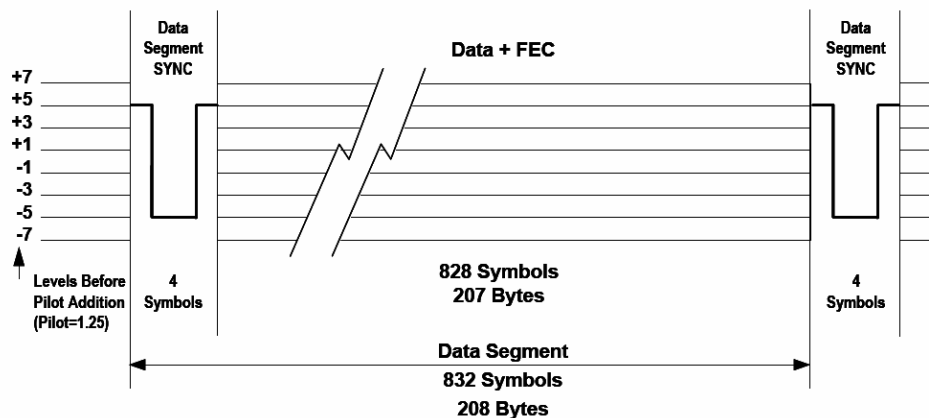 Data
Segment
SYNC
Data + FEC
Data
Segment
SYNC
+7
+5
+3
+1
-1
-3
-5
-7
Levels Before
Pilot Addition
(Pilot=1.25)
4
Symbols
828 Symbols
207 Bytes
4
Symbols
Data Segment
832 Symbols
208 Bytes